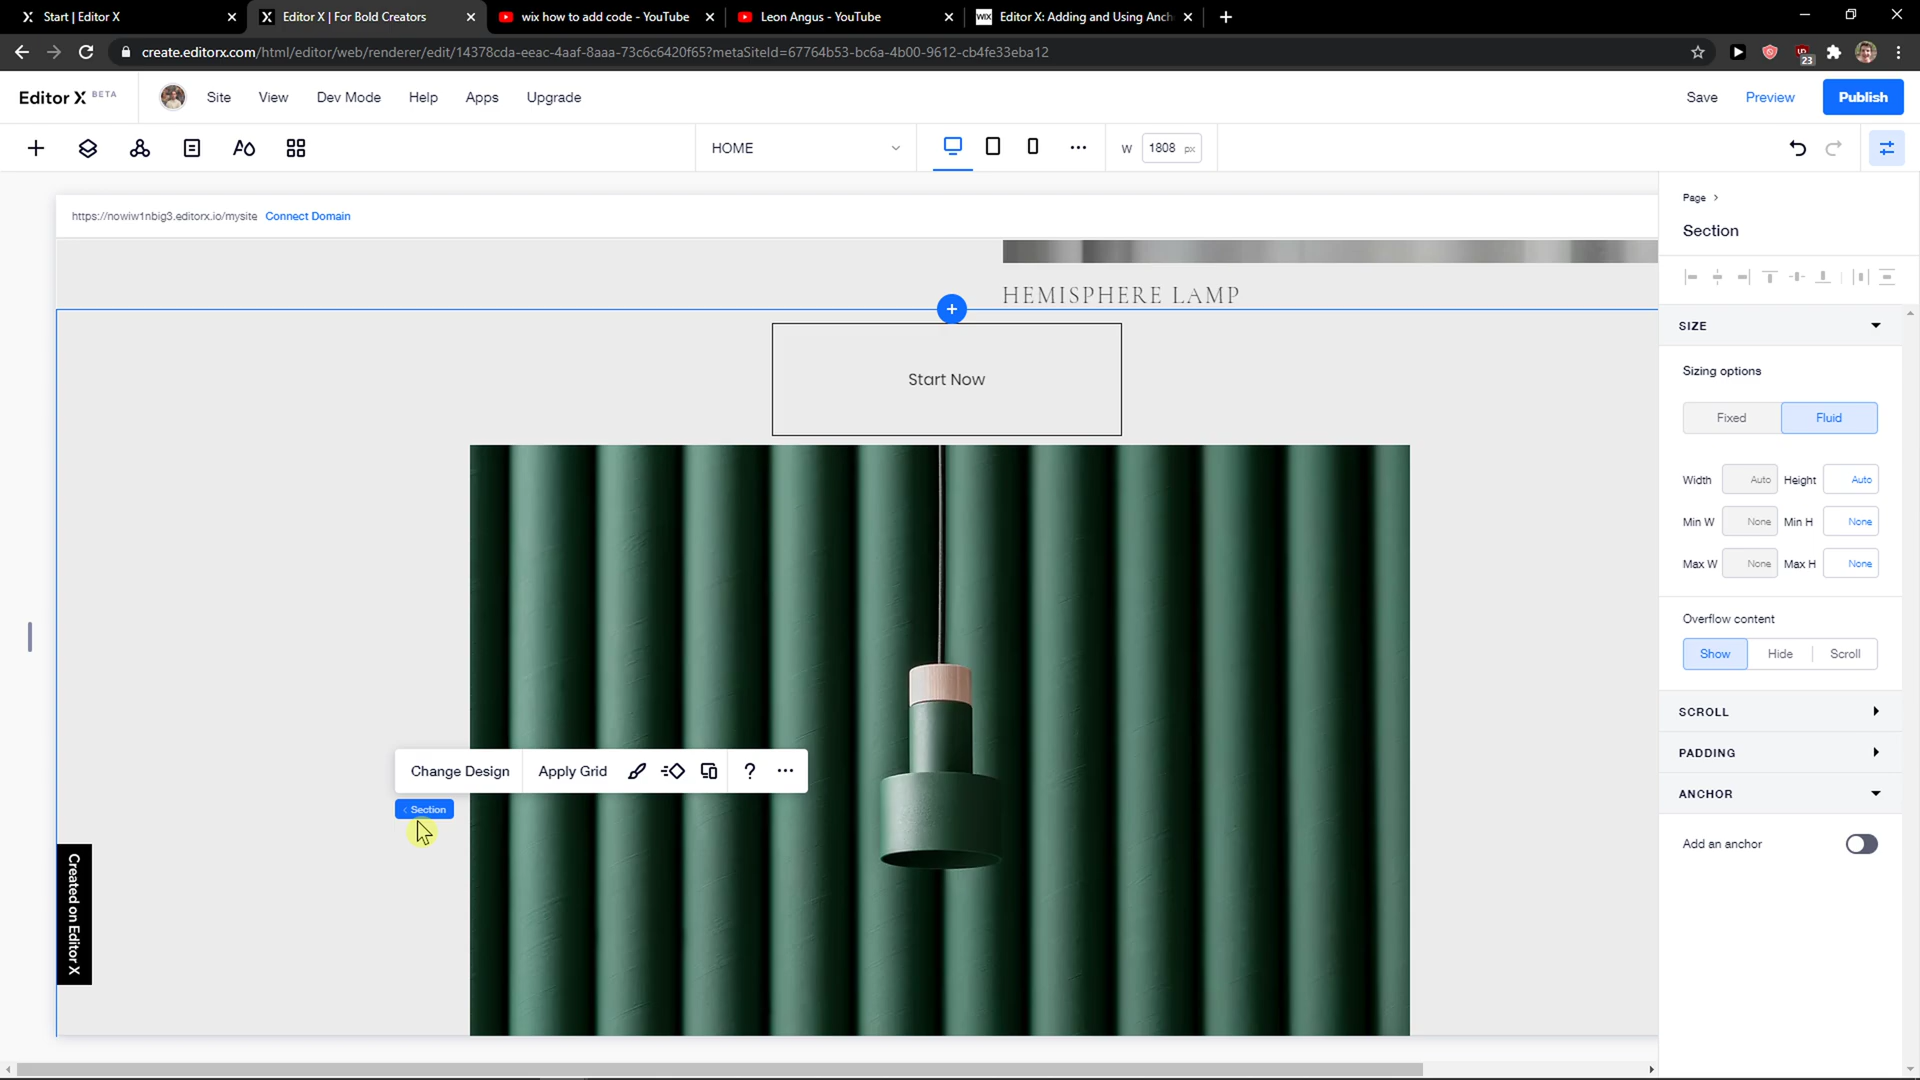 Start | Editor X
Editor X | For Bold Creators
wix how to add code - YouTube
Leon Angus - YouTube
WIX
Editor X: Adding and Using Anch
create.editorx.com/html/editor/web/renderer/edit/14378cda-eeac-4aaf-8aaa-73c6c6420f65?metaSiteId=67764b53-bc6a-4b00-9612-cb4fe33eba12
23
Editor X BETA
Site
View
Dev Mode
Help
Apps
Upgrade
Save
Preview
Publish
HOME
W
1808 px
https://nowiw1nbig3.editorx.io/mysite Connect Domain
HEMISPHERE LAMP
Start Now
Change Design
Apply Grid
?
< Section
Created on Editor X
Page >
Section
SIZE
Sizing options
Fixed
Fluid
Width Auto Height Auto
Min W None Min H None
Max W None Max H None
Overflow content
Show
Hide
Scroll
SCROLL
PADDING
ANCHOR
Add an anchor